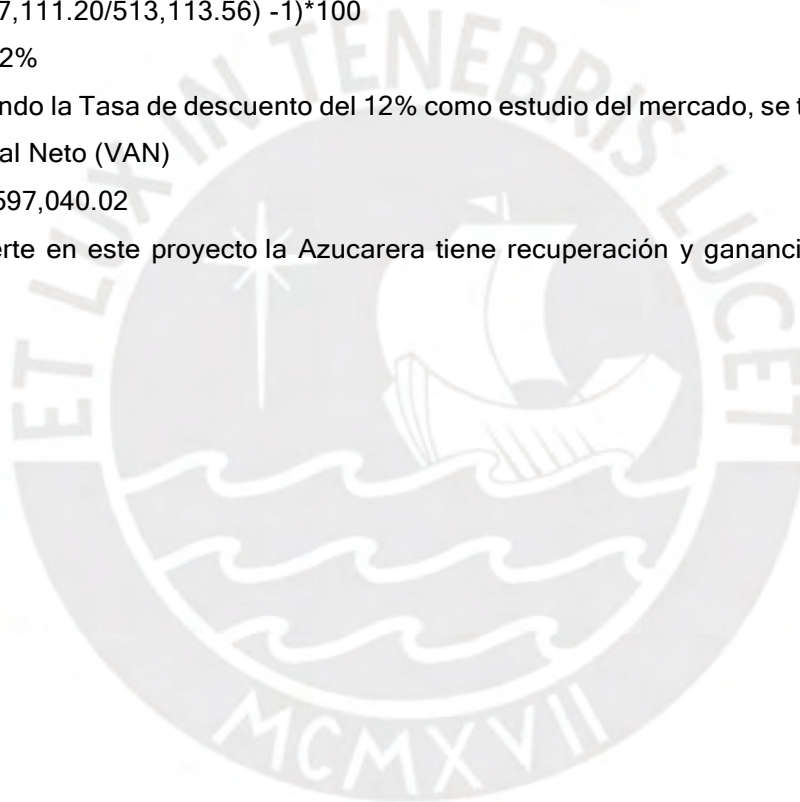 7,111.20/513,113.56) -1)*100
2%
ndo la Tasa de descuento del 12% como estudio del mercado, se t
al Neto (VAN)
597,040.02
erte en este proyecto la Azucarera tiene recuperación y gananci
ET LUX IN TENEBRIS LUCET
MCMXVII